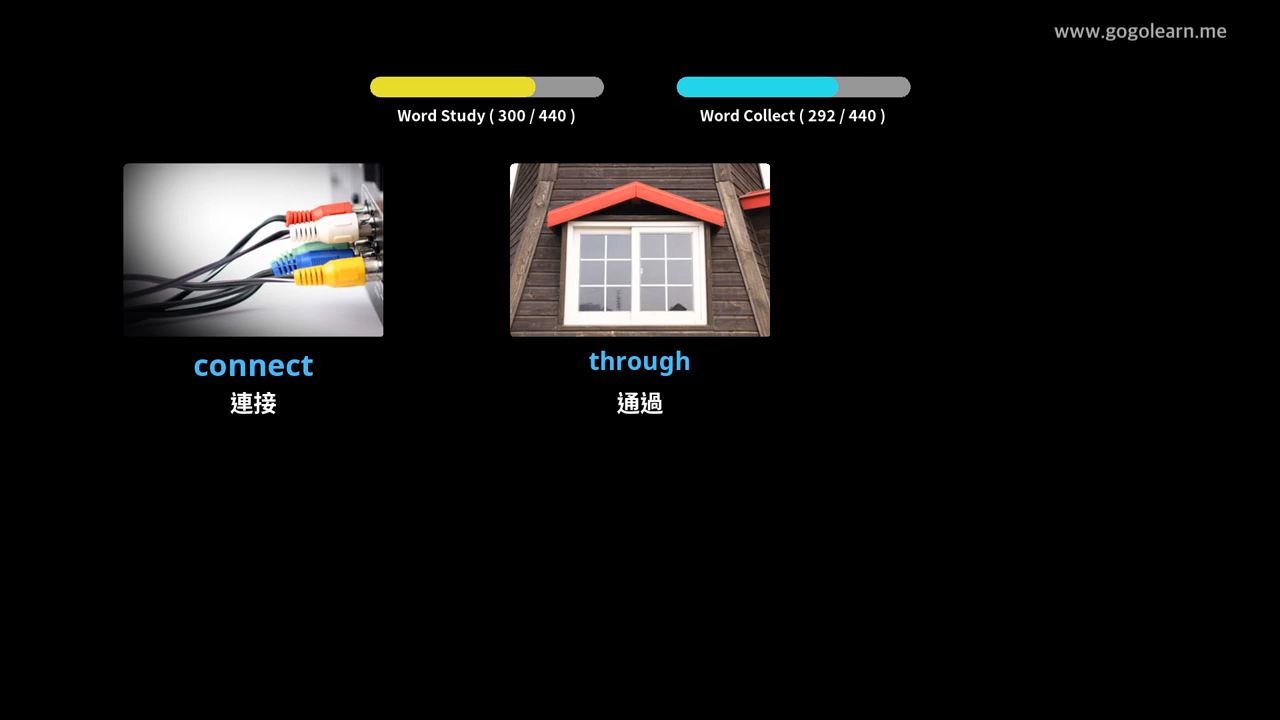 www.gogolearn.me
Word Study ( 300 / 440 )
Word Collect ( 292 / 440 )
connect
連接
through
通過